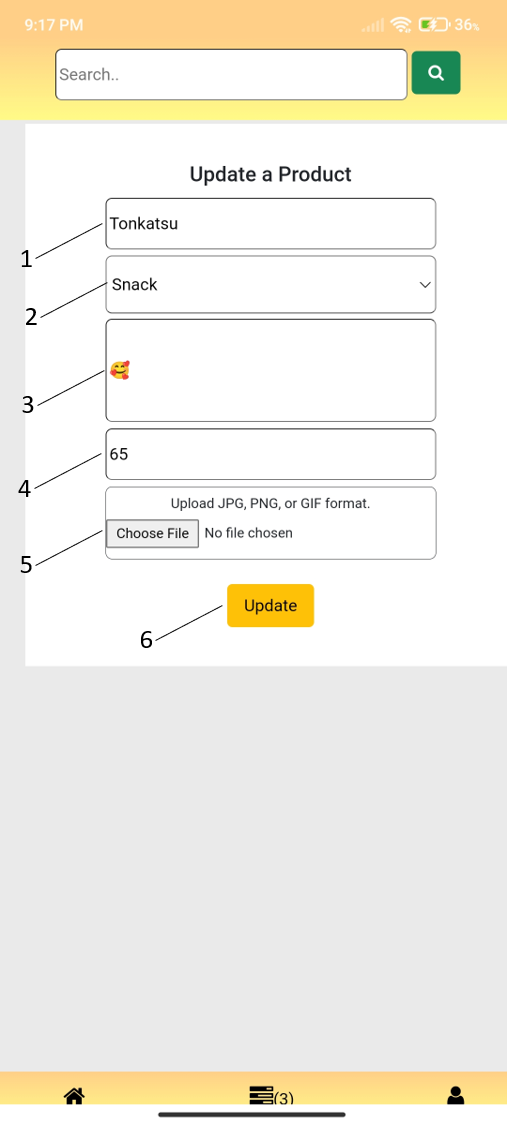 9:17 PM 36%
Search..
Update a Product
Tonkatsu
1
Snack
2
🥰
3
65
4
Upload JPG, PNG, or GIF format.
Choose File No file chosen
5
Update
6
(3)